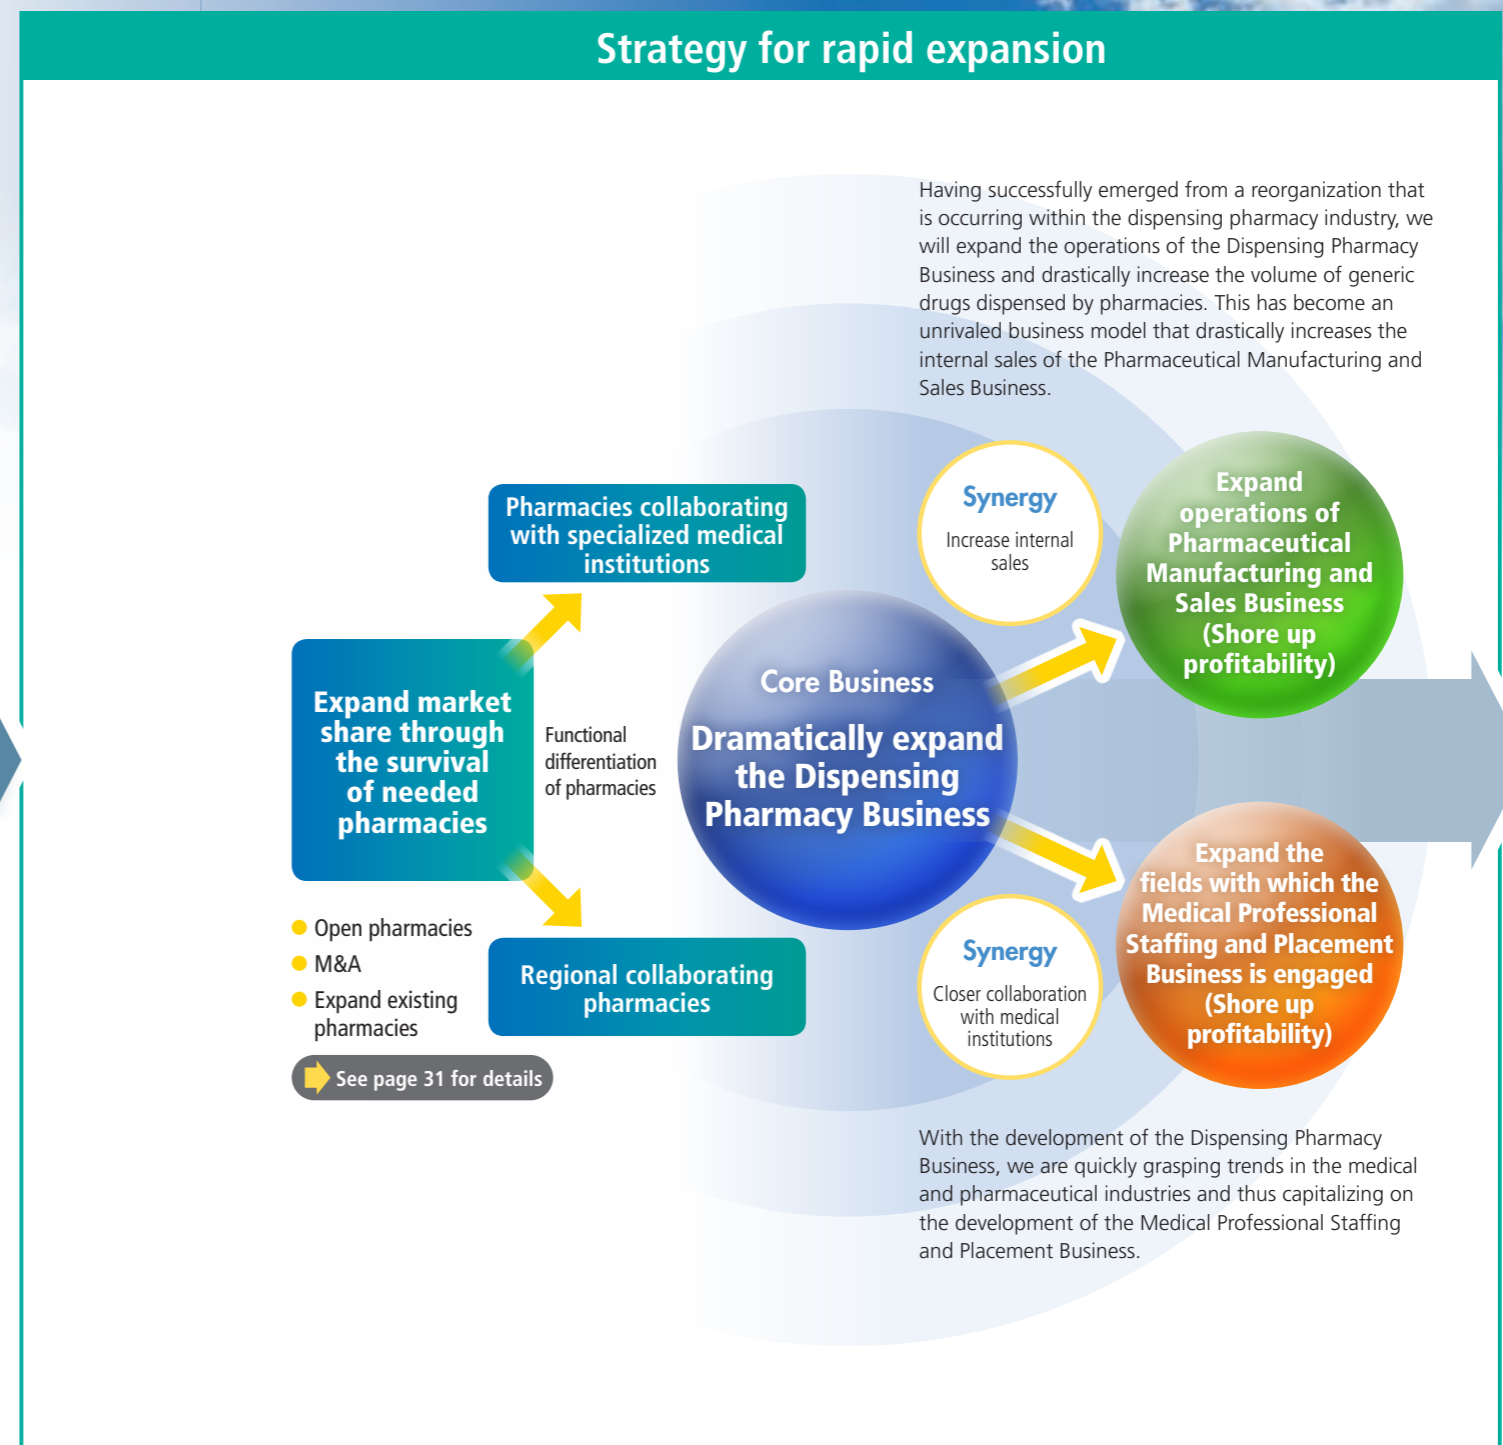 Strategy for rapid expansion
Having successfully emerged from a reorganization that
is occurring within the dispensing pharmacy industry, we
will expand the operations of the Dispensing Pharmacy
Business and drastically increase the volume of generic
drugs dispensed by pharmacies. This has become an
unrivaled business model that drastically increases the
internal sales of the Pharmaceutical Manufacturing and
Sales Business.
Pharmacies collaborating
with specialized medical
institutions
Synergy
Increase internal
sales
Expand
operations of
Pharmaceutical
Manufacturing and
Sales Business
(Shore up
profitability)
Expand market
share through
the survival
of needed
pharmacies
Functional
differentiation
of pharmacies
Core Business
Dramatically expand
the Dispensing
Pharmacy Business
Open pharmacies
M&A
Expand existing
pharmacies
See page 31 for details
Regional collaborating
pharmacies
Synergy
Closer collaboration
with medical
institutions
Expand the
fields with which the
Medical Professional
Staffing and Placement
Business is engaged
(Shore up
profitability)
With the development of the Dispensing Pharmacy
Business, we are quickly grasping trends in the medical
and pharmaceutical industries and thus capitalizing on
the development of the Medical Professional Staffing
and Placement Business.